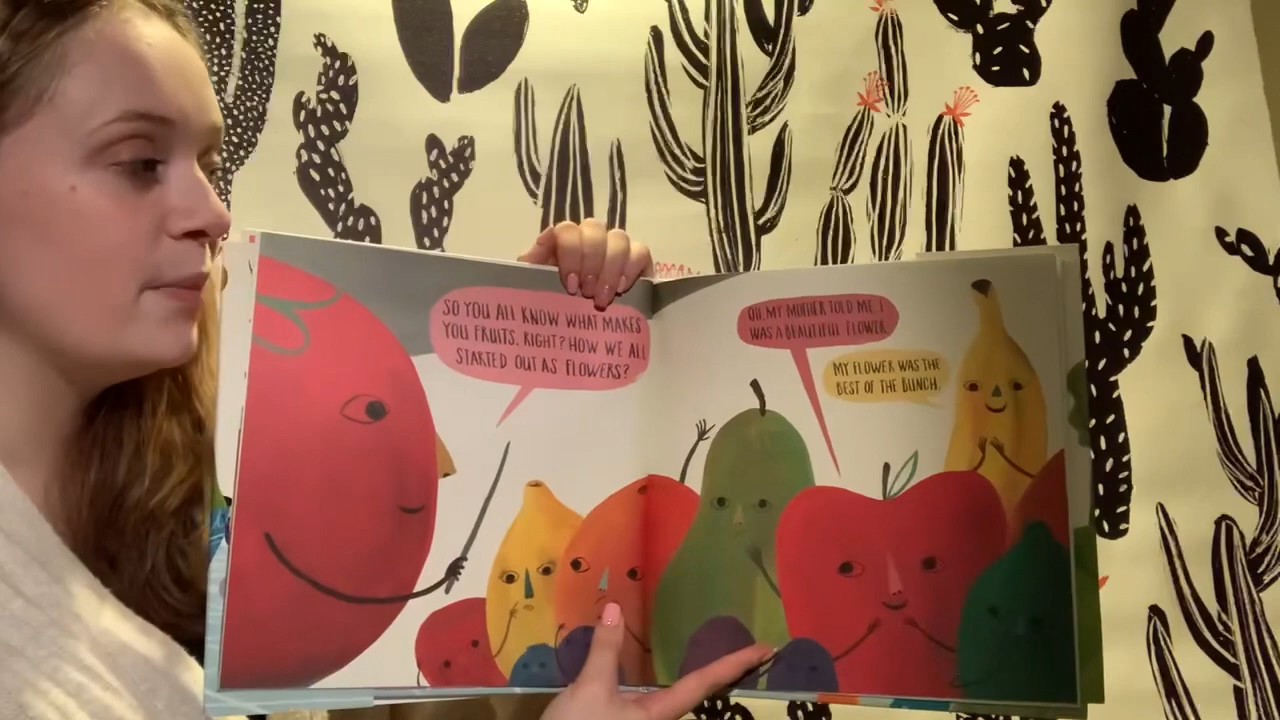 SO YOU ALL KNOW WHAT MAKES
YOU FRUITS, RIGHT? HOW WE ALL
STARTED OUT AS FLOWERS?
OH, MY MOTHER TOLD ME I
WAS A BEAUTIFUL FLOWER.
MY FLOWER WAS THE
BEST OF THE BUNCH.